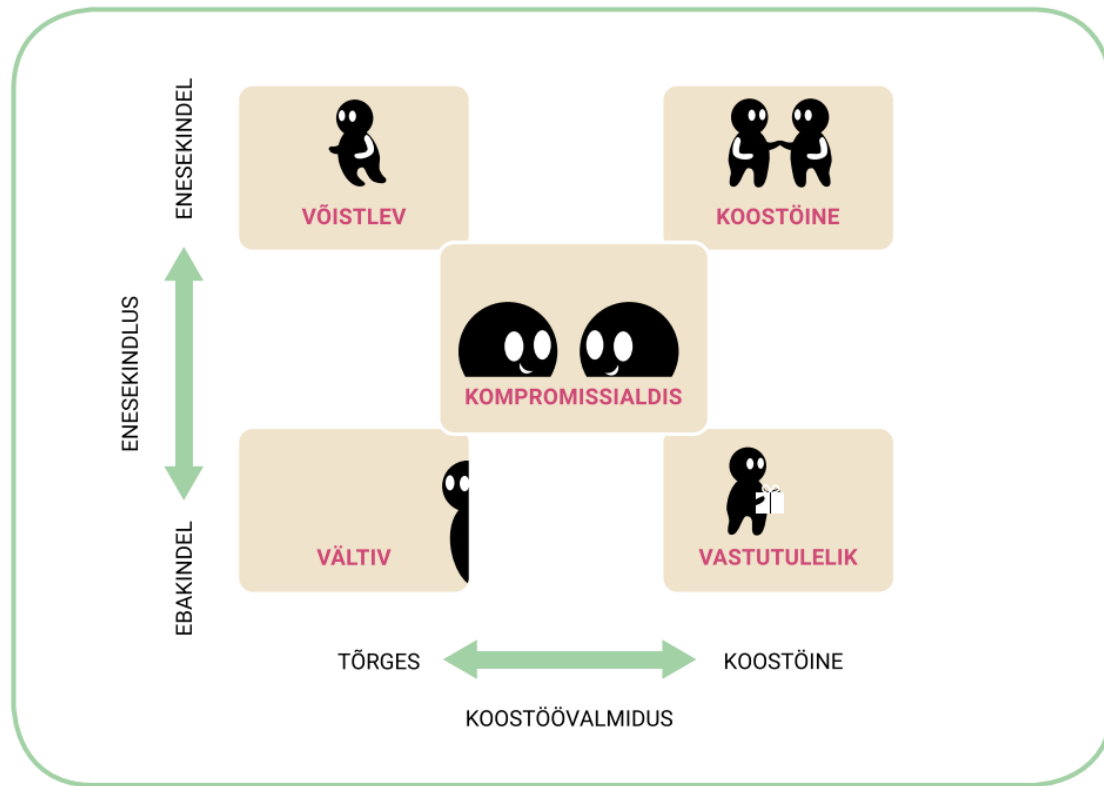 ENESEKINDEL
VÕISTLEV
KOOSTÖINE
ENESEKINDLUS
KOMPROMISSIALDIS
EBAKINDEL
VÄLTIV
VASTUTULELIK
TÕRGES
KOOSTÖINE
KOOSTÖÖVALMIDUS